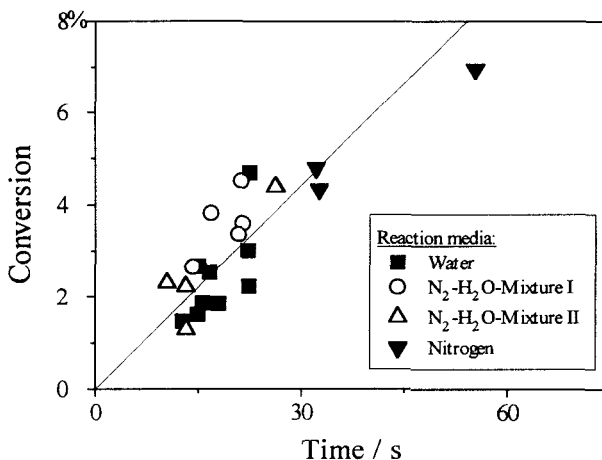 8%
6
4
2
0
Conversion
0
30
60
Time / s
Reaction media:
Water
N₂-H₂O-Mixture I
N₂-H₂O-Mixture II
Nitrogen